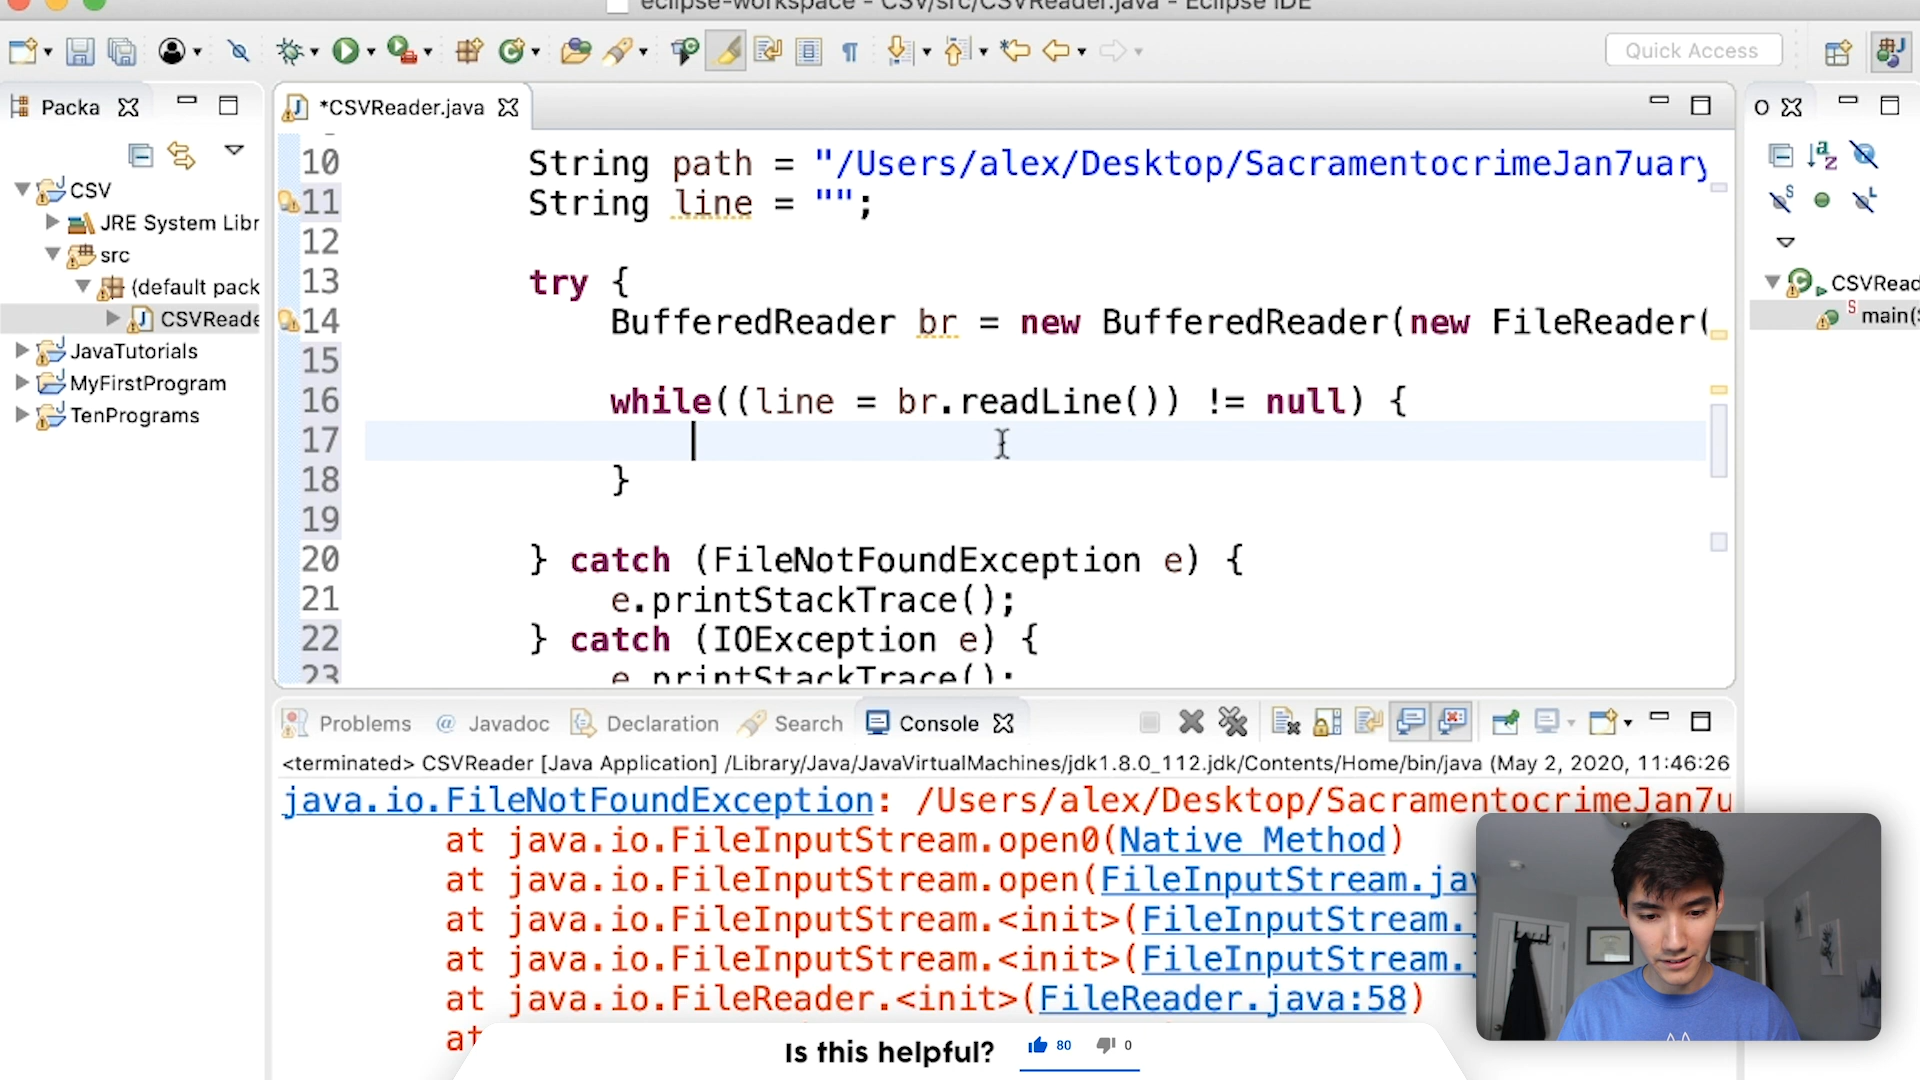 eclipse-workspace - CSV/src/CSVReader.java - Eclipse IDE
Quick Access
Packa
*CSVReader.java
O
CSV
JRE System Libr
src
(default pack
CSVReade
JavaTutorials
MyFirstProgram
TenPrograms
10 String path = "/Users/alex/Desktop/SacramentocrimeJan7uary
11 String line = "";
12
13 try {
14 BufferedReader br = new BufferedReader(new FileReader(
15
16 while((line = br.readLine()) != null) {
17
18 }
19
20 } catch (FileNotFoundException e) {
21 e.printStackTrace();
22 } catch (IOException e) {
23 e.printStackTrace();
CSVRead
main(S
Problems @ Javadoc Declaration Search Console
<terminated> CSVReader [Java Application] /Library/Java/JavaVirtualMachines/jdk1.8.0_112.jdk/Contents/Home/bin/java (May 2, 2020, 11:46:26
java.io.FileNotFoundException: /Users/alex/Desktop/SacramentocrimeJan7u
at java.io.FileInputStream.open0(Native Method)
at java.io.FileInputStream.open(FileInputStream.jav
at java.io.FileInputStream.<init>(FileInputStream.j
at java.io.FileInputStream.<init>(FileInputStream.j
at java.io.FileReader.<init>(FileReader.java:58)
at
Is this helpful? 80 0